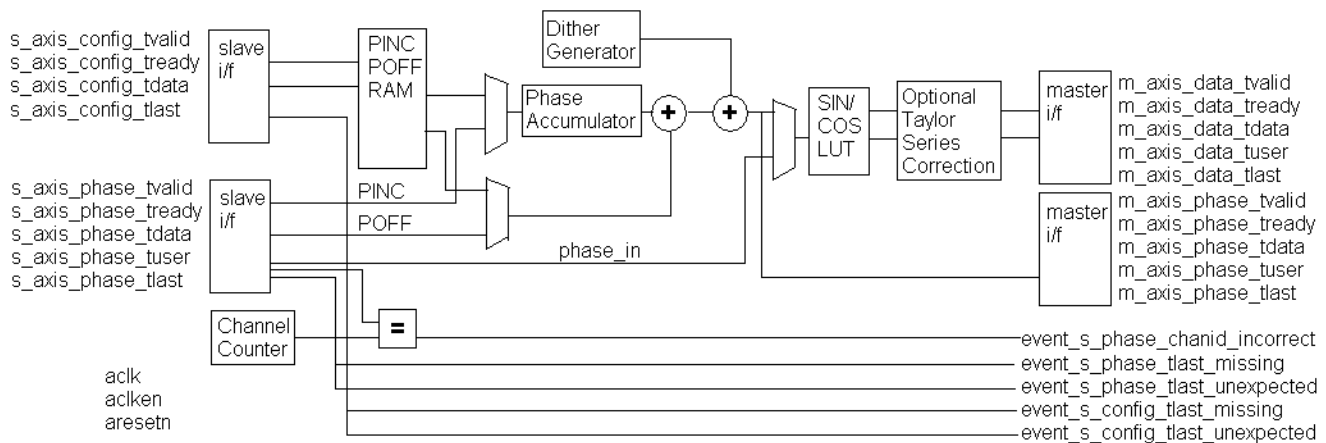 s_axis_config_tvalid
s_axis_config_tready
s_axis_config_tdata
s_axis_config_tlast
slave
i/f
PINC
POFF
RAM
Dither
Generator
Phase
Accumulator
+
+
SIN/
COS
LUT
Optional
Taylor
Series
Correction
master
i/f
m_axis_data_tvalid
m_axis_data_tready
m_axis_data_tdata
m_axis_data_tuser
m_axis_data_tlast
s_axis_phase_tvalid
s_axis_phase_tready
s_axis_phase_tdata
s_axis_phase_tuser
s_axis_phase_tlast
slave
i/f
PINC
POFF
phase_in
master
i/f
m_axis_phase_tvalid
m_axis_phase_tready
m_axis_phase_tdata
m_axis_phase_tuser
m_axis_phase_tlast
Channel
Counter
=
event_s_phase_chanid_incorrect
event_s_phase_tlast_missing
event_s_phase_tlast_unexpected
event_s_config_tlast_missing
event_s_config_tlast_unexpected
aclk
aclken
aresetn